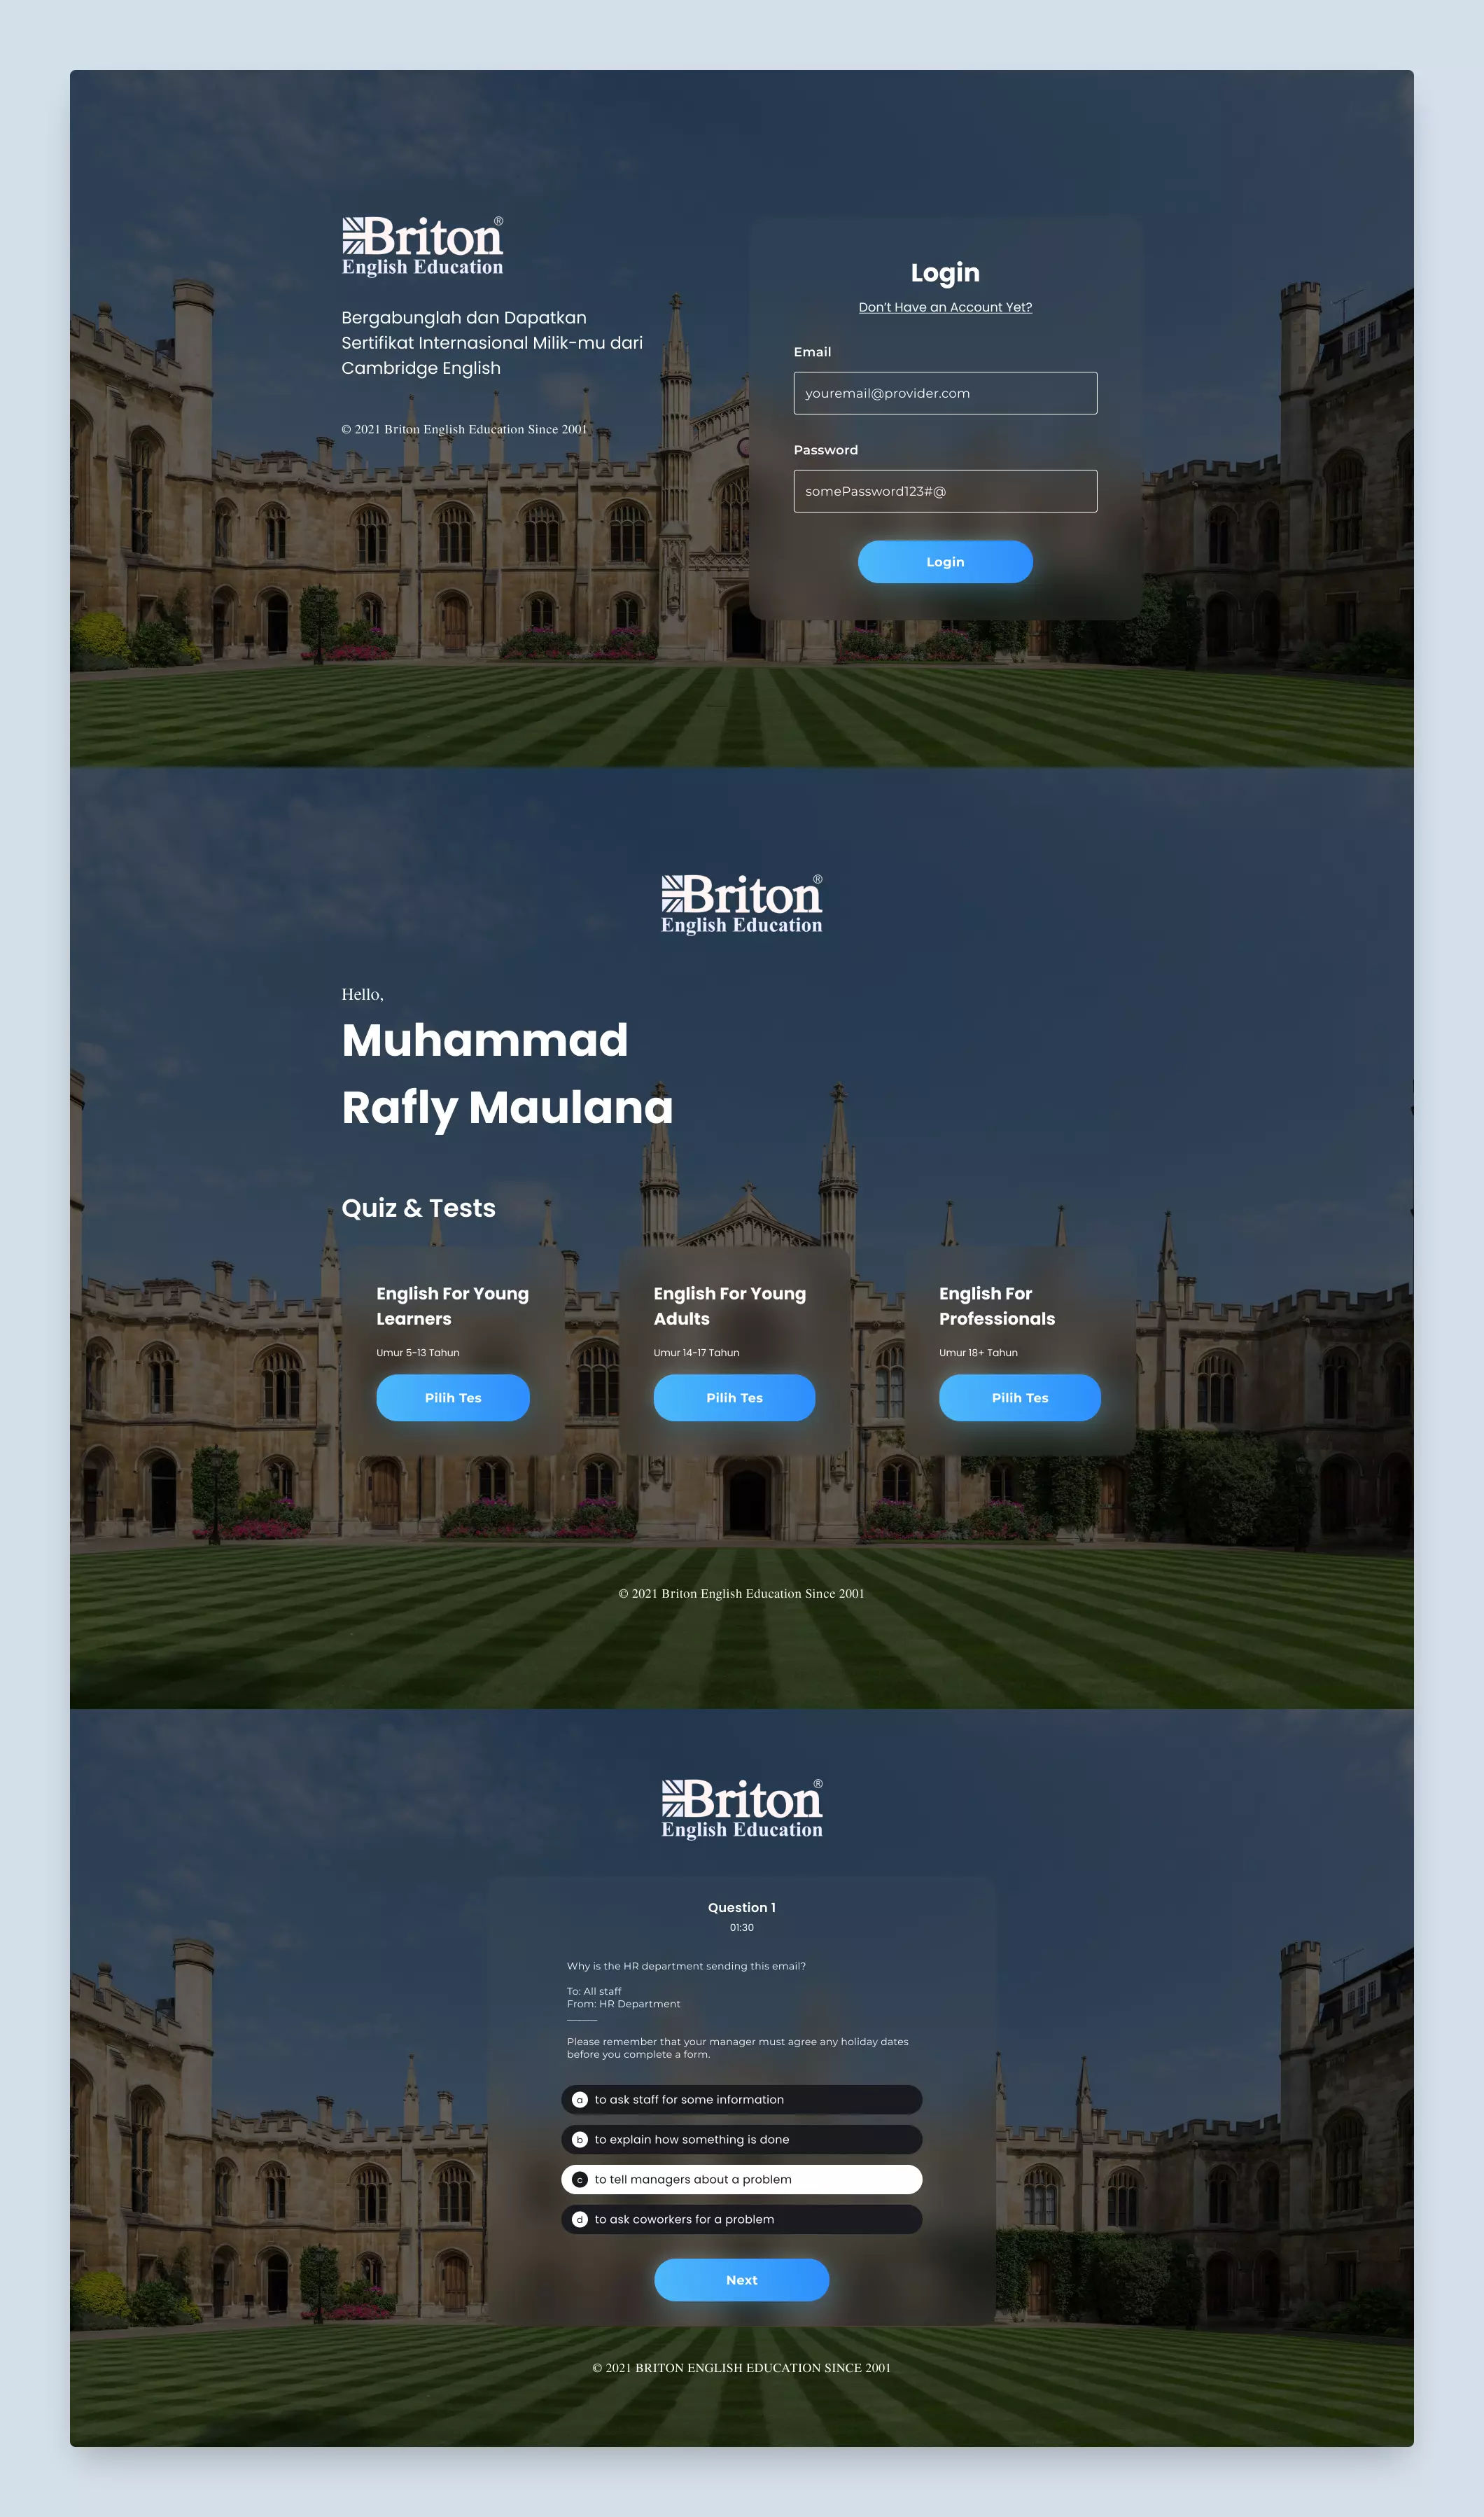 Briton®
English Education
Bergabunglah dan Dapatkan
Sertifikat Internasional Milik-mu dari
Cambridge English
© 2021 Briton English Education Since 2001
Login
Don't Have an Account Yet?
Email
youremail@provider.com
Password
somePassword123#@
Login
Briton®
English Education
Hello,
Muhammad
Rafly Maulana
Quiz & Tests
English For Young
Learners
Umur 5-13 Tahun
Pilih Tes
English For Young
Adults
Umur 14-17 Tahun
Pilih Tes
English For
Professionals
Umur 18+ Tahun
Pilih Tes
© 2021 Briton English Education Since 2001
Briton®
English Education
Question 1
01:30
Why is the HR department sending this email?
To: All staff
From: HR Department
______
Please remember that your manager must agree any holiday dates
before you complete a form.
a to ask staff for some information
b to explain how something is done
c to tell managers about a problem
d to ask coworkers for a problem
Next
© 2021 BRITON ENGLISH EDUCATION SINCE 2001